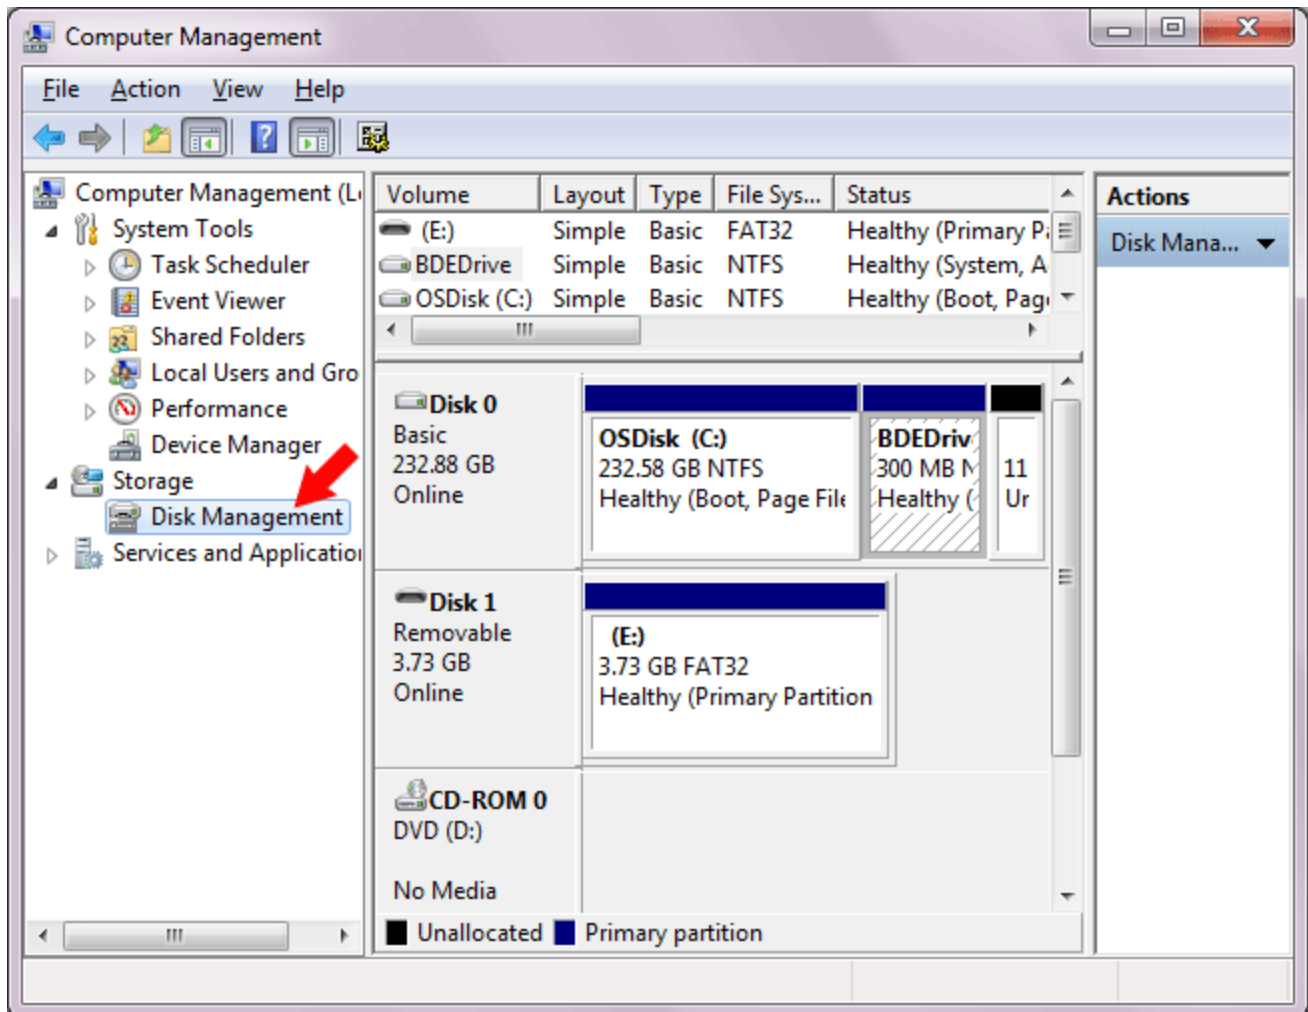 Computer Management
File Action View Help
Computer Management (L
System Tools
Task Scheduler
Event Viewer
Shared Folders
Local Users and Gro
Performance
Device Manager
Storage
Disk Management
Services and Applicatio
Volume Layout Type File Sys... Status
(E:) Simple Basic FAT32 Healthy (Primary P
BDEDrive Simple Basic NTFS Healthy (System, A
OSDisk (C:) Simple Basic NTFS Healthy (Boot, Pag
Disk 0
Basic
232.88 GB
Online
OSDisk (C:)
232.58 GB NTFS
Healthy (Boot, Page File
BDEDriv
300 MB N
Healthy (
11
Ur
Disk 1
Removable
3.73 GB
Online
(E:)
3.73 GB FAT32
Healthy (Primary Partition
CD-ROM 0
DVD (D:)
No Media
Unallocated Primary partition
Actions
Disk Mana...